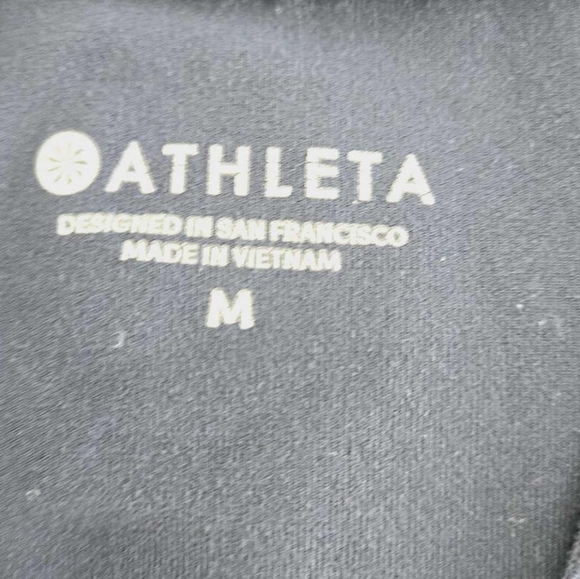 ATHLETA
DESIGNED IN SAN FRANCISCO
MADE IN VIETNAM
M